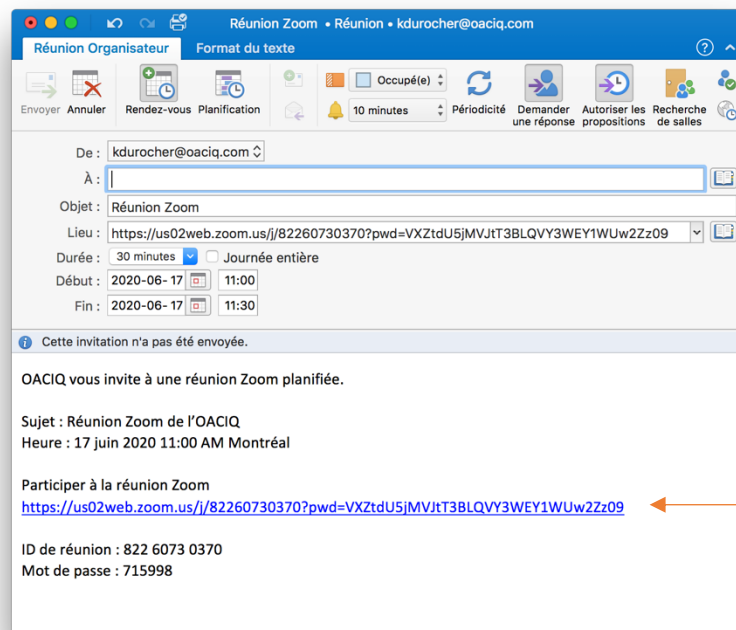 Réunion Zoom • Réunion • kdurocher@oaciq.com
Réunion Organisateur Format du texte ?
Envoyer Annuler Rendez-vous Planification Occupé(e) 10 minutes Périodicité Demander une réponse Autoriser les propositions Recherche de salles
De : kdurocher@oaciq.com
À :
Objet : Réunion Zoom
Lieu : https://us02web.zoom.us/j/82260730370?pwd=VXZtdU5jMVJtT3BLQVY3WEY1WUw2Zz09
Durée : 30 minutes Journée entière
Début : 2020-06- 17 11:00
Fin : 2020-06- 17 11:30
Cette invitation n'a pas été envoyée.
OACIQ vous invite à une réunion Zoom planifiée.
Sujet : Réunion Zoom de l’OACIQ
Heure : 17 juin 2020 11:00 AM Montréal
Participer à la réunion Zoom
https://us02web.zoom.us/j/82260730370?pwd=VXZtdU5jMVJtT3BLQVY3WEY1WUw2Zz09
ID de réunion : 822 6073 0370
Mot de passe : 715998